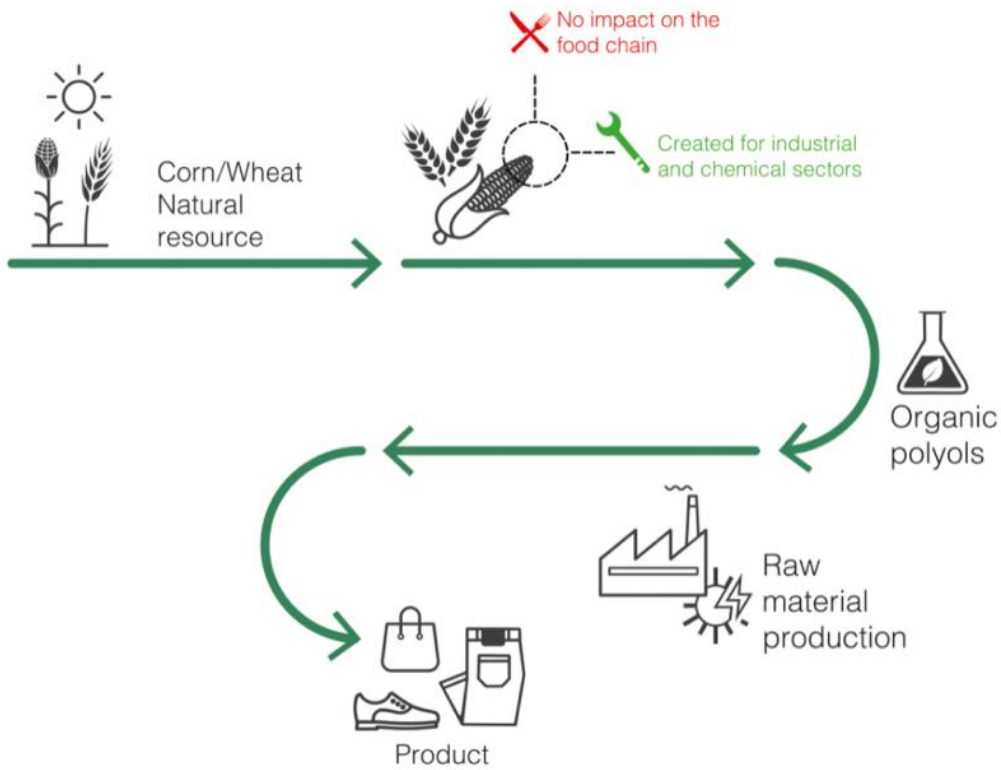 No impact on the
food chain
Corn/Wheat
Natural
resource
Created for industrial
and chemical sectors
Organic
polyols
Raw
material
production
Product